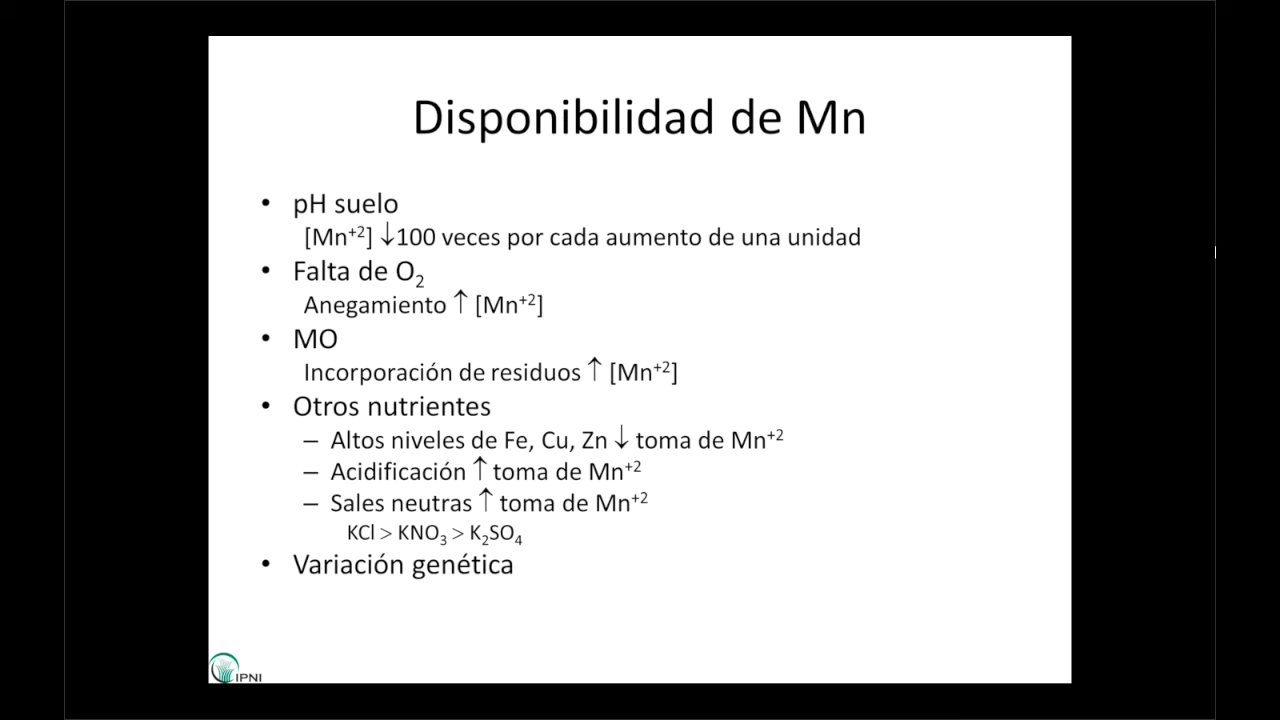 Disponibilidad de Mn
• pH suelo
[Mn⁺²] ↓100 veces por cada aumento de una unidad
• Falta de O₂
Anegamiento ↑ [Mn⁺²]
• MO
Incorporación de residuos ↑ [Mn⁺²]
• Otros nutrientes
– Altos niveles de Fe, Cu, Zn ↓ toma de Mn⁺²
– Acidificación ↑ toma de Mn⁺²
– Sales neutras ↑ toma de Mn⁺²
KCl > KNO₃ > K₂SO₄
• Variación genética
IPNI